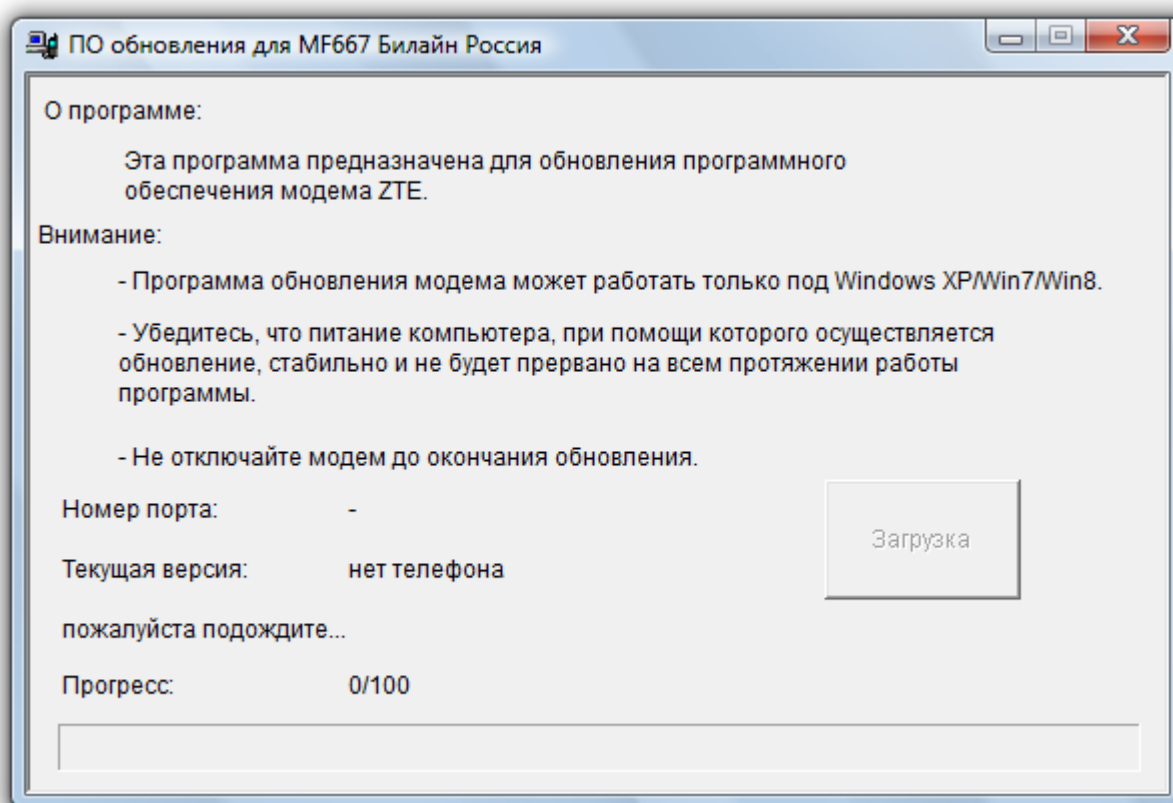 ПО обновления для MF667 Билайн Россия
О программе:
Эта программа предназначена для обновления программного
обеспечения модема ZTE.
Внимание:
- Программа обновления модема может работать только под Windows XP/Win7/Win8.
- Убедитесь, что питание компьютера, при помощи которого осуществляется
обновление, стабильно и не будет прервано на всем протяжении работы
программы.
- Не отключайте модем до окончания обновления.
Номер порта: -
Загрузка
Текущая версия: нет телефона
пожалуйста подождите...
Прогресс: 0/100